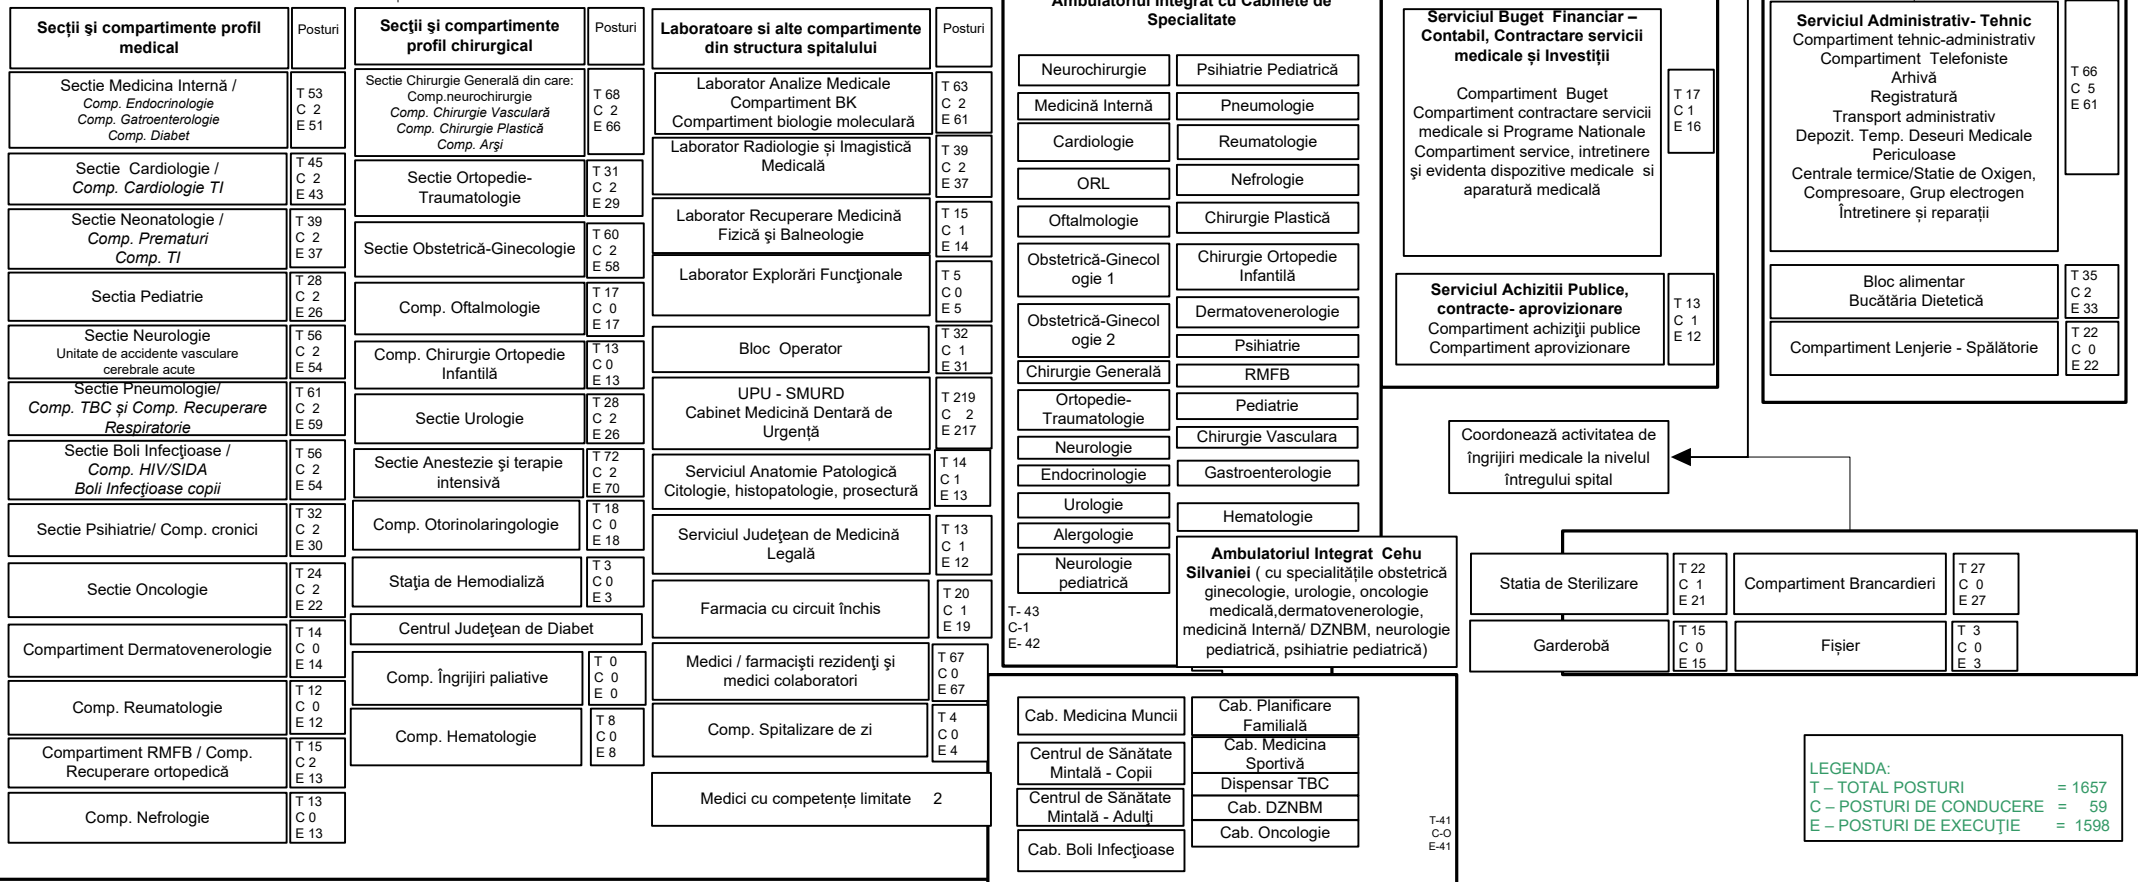 Secții şi compartimente profil
medical
Posturi
Sectie Medicina Internă /
Comp. Endocrinologie
Comp. Gatroenterologie
Comp. Diabet
T 53
C 2
E 51
Sectie Cardiologie /
Comp. Cardiologie TI
T 45
C 2
E 43
Sectie Neonatologie /
Comp. Prematuri
Comp. TI
T 39
C 2
E 37
Sectia Pediatrie
T 28
C 2
E 26
Sectie Neurologie
Unitate de accidente vasculare
cerebrale acute
T 56
C 2
E 54
Sectie Pneumologie/
Comp. TBC și Comp. Recuperare
Respiratorie
T 61
C 2
E 59
Sectie Boli Infecţioase /
Comp. HIV/SIDA
Boli Infecţioase copii
T 56
C 2
E 54
Sectie Psihiatrie/ Comp. cronici
T 32
C 2
E 30
Sectie Oncologie
T 24
C 2
E 22
Compartiment Dermatovenerologie
T 14
C 0
E 14
Comp. Reumatologie
T 12
C 0
E 12
Compartiment RMFB / Comp.
Recuperare ortopedică
T 15
C 2
E 13
Comp. Nefrologie
T 13
C 0
E 13
Secţii şi compartimente
profil chirurgical
Posturi
Sectie Chirurgie Generală din care:
Comp.neurochirurgie
Comp. Chirurgie Vasculară
Comp. Chirurgie Plastică
Comp. Arşi
T 68
C 2
E 66
Sectie Ortopedie-
Traumatologie
T 31
C 2
E 29
Sectie Obstetrică-Ginecologie
T 60
C 2
E 58
Comp. Oftalmologie
T 17
C 0
E 17
Comp. Chirurgie Ortopedie
Infantilă
T 13
C 0
E 13
Sectie Urologie
T 28
C 2
E 26
Sectie Anestezie şi terapie
intensivă
T 72
C 2
E 70
Comp. Otorinolaringologie
T 18
C 0
E 18
Staţia de Hemodializă
T 3
C 0
E 3
Centrul Judeţean de Diabet
Comp. Îngrijiri paliative
T 0
C 0
E 0
Comp. Hematologie
T 8
C 0
E 8
Laboratoare si alte compartimente
din structura spitalului
Posturi
Laborator Analize Medicale
Compartiment BK
Compartiment biologie moleculară
T 63
C 2
E 61
Laborator Radiologie și Imagistică
Medicală
T 39
C 2
E 37
Laborator Recuperare Medicină
Fizică şi Balneologie
T 15
C 1
E 14
Laborator Explorări Funcţionale
T 5
C 0
E 5
Bloc Operator
T 32
C 1
E 31
UPU - SMURD
Cabinet Medicină Dentară de
Urgență
T 219
C 2
E 217
Serviciul Anatomie Patologică
Citologie, histopatologie, prosectură
T 14
C 1
E 13
Serviciul Judeţean de Medicină
Legală
T 13
C 1
E 12
Farmacia cu circuit închis
T 20
C 1
E 19
Medici / farmacişti rezidenţi şi
medici colaboratori
T 67
C 0
E 67
Comp. Spitalizare de zi
T 4
C 0
E 4
Medici cu competențe limitate 2
Ambulatoriul Integrat cu Cabinete de
Specialitate
Neurochirurgie
Medicină Internă
Cardiologie
ORL
Oftalmologie
Obstetrică-Ginecol
ogie 1
Obstetrică-Ginecol
ogie 2
Chirurgie Generală
Ortopedie-
Traumatologie
Neurologie
Endocrinologie
Urologie
Alergologie
Neurologie
pediatrică
T- 43
C-1
E- 42
Psihiatrie Pediatrică
Pneumologie
Reumatologie
Nefrologie
Chirurgie Plastică
Chirurgie Ortopedie
Infantilă
Dermatovenerologie
Psihiatrie
RMFB
Pediatrie
Chirurgie Vasculara
Gastroenterologie
Hematologie
Ambulatoriul Integrat Cehu
Silvaniei ( cu specialitățile obstetrică
ginecologie, urologie, oncologie
medicală,dermatovenerologie,
medicină Internă/ DZNBM, neurologie
pediatrică, psihiatrie pediatrică)
Cab. Medicina Muncii
Centrul de Sănătate
Mintală - Copii
Centrul de Sănătate
Mintală - Adulţi
Cab. Boli Infecţioase
Cab. Planificare
Familială
Cab. Medicina
Sportivă
Dispensar TBC
Cab. DZNBM
Cab. Oncologie
T-41
C-O
E-41
Serviciul Buget Financiar –
Contabil, Contractare servicii
medicale și Investiții
Compartiment Buget
Compartiment contractare servicii
medicale si Programe Nationale
Compartiment service, intretinere
şi evidenta dispozitive medicale si
aparatură medicală
T 17
C 1
E 16
Serviciul Achizitii Publice,
contracte- aprovizionare
Compartiment achiziţii publice
Compartiment aprovizionare
T 13
C 1
E 12
Serviciul Administrativ- Tehnic
Compartiment tehnic-administrativ
Compartiment Telefoniste
Arhivă
Registratură
Transport administrativ
Depozit. Temp. Deseuri Medicale
Periculoase
Centrale termice/Statie de Oxigen,
Compresoare, Grup electrogen
Întretinere și reparații
T 66
C 5
E 61
Bloc alimentar
Bucătăria Dietetică
T 35
C 2
E 33
Compartiment Lenjerie - Spălătorie
T 22
C 0
E 22
Coordonează activitatea de
îngrijiri medicale la nivelul
întregului spital
Statia de Sterilizare
T 22
C 1
E 21
Compartiment Brancardieri
T 27
C 0
E 27
Garderobă
T 15
C 0
E 15
Fișier
T 3
C 0
E 3
LEGENDA:
T – TOTAL POSTURI = 1657
C – POSTURI DE CONDUCERE = 59
E – POSTURI DE EXECUŢIE = 1598